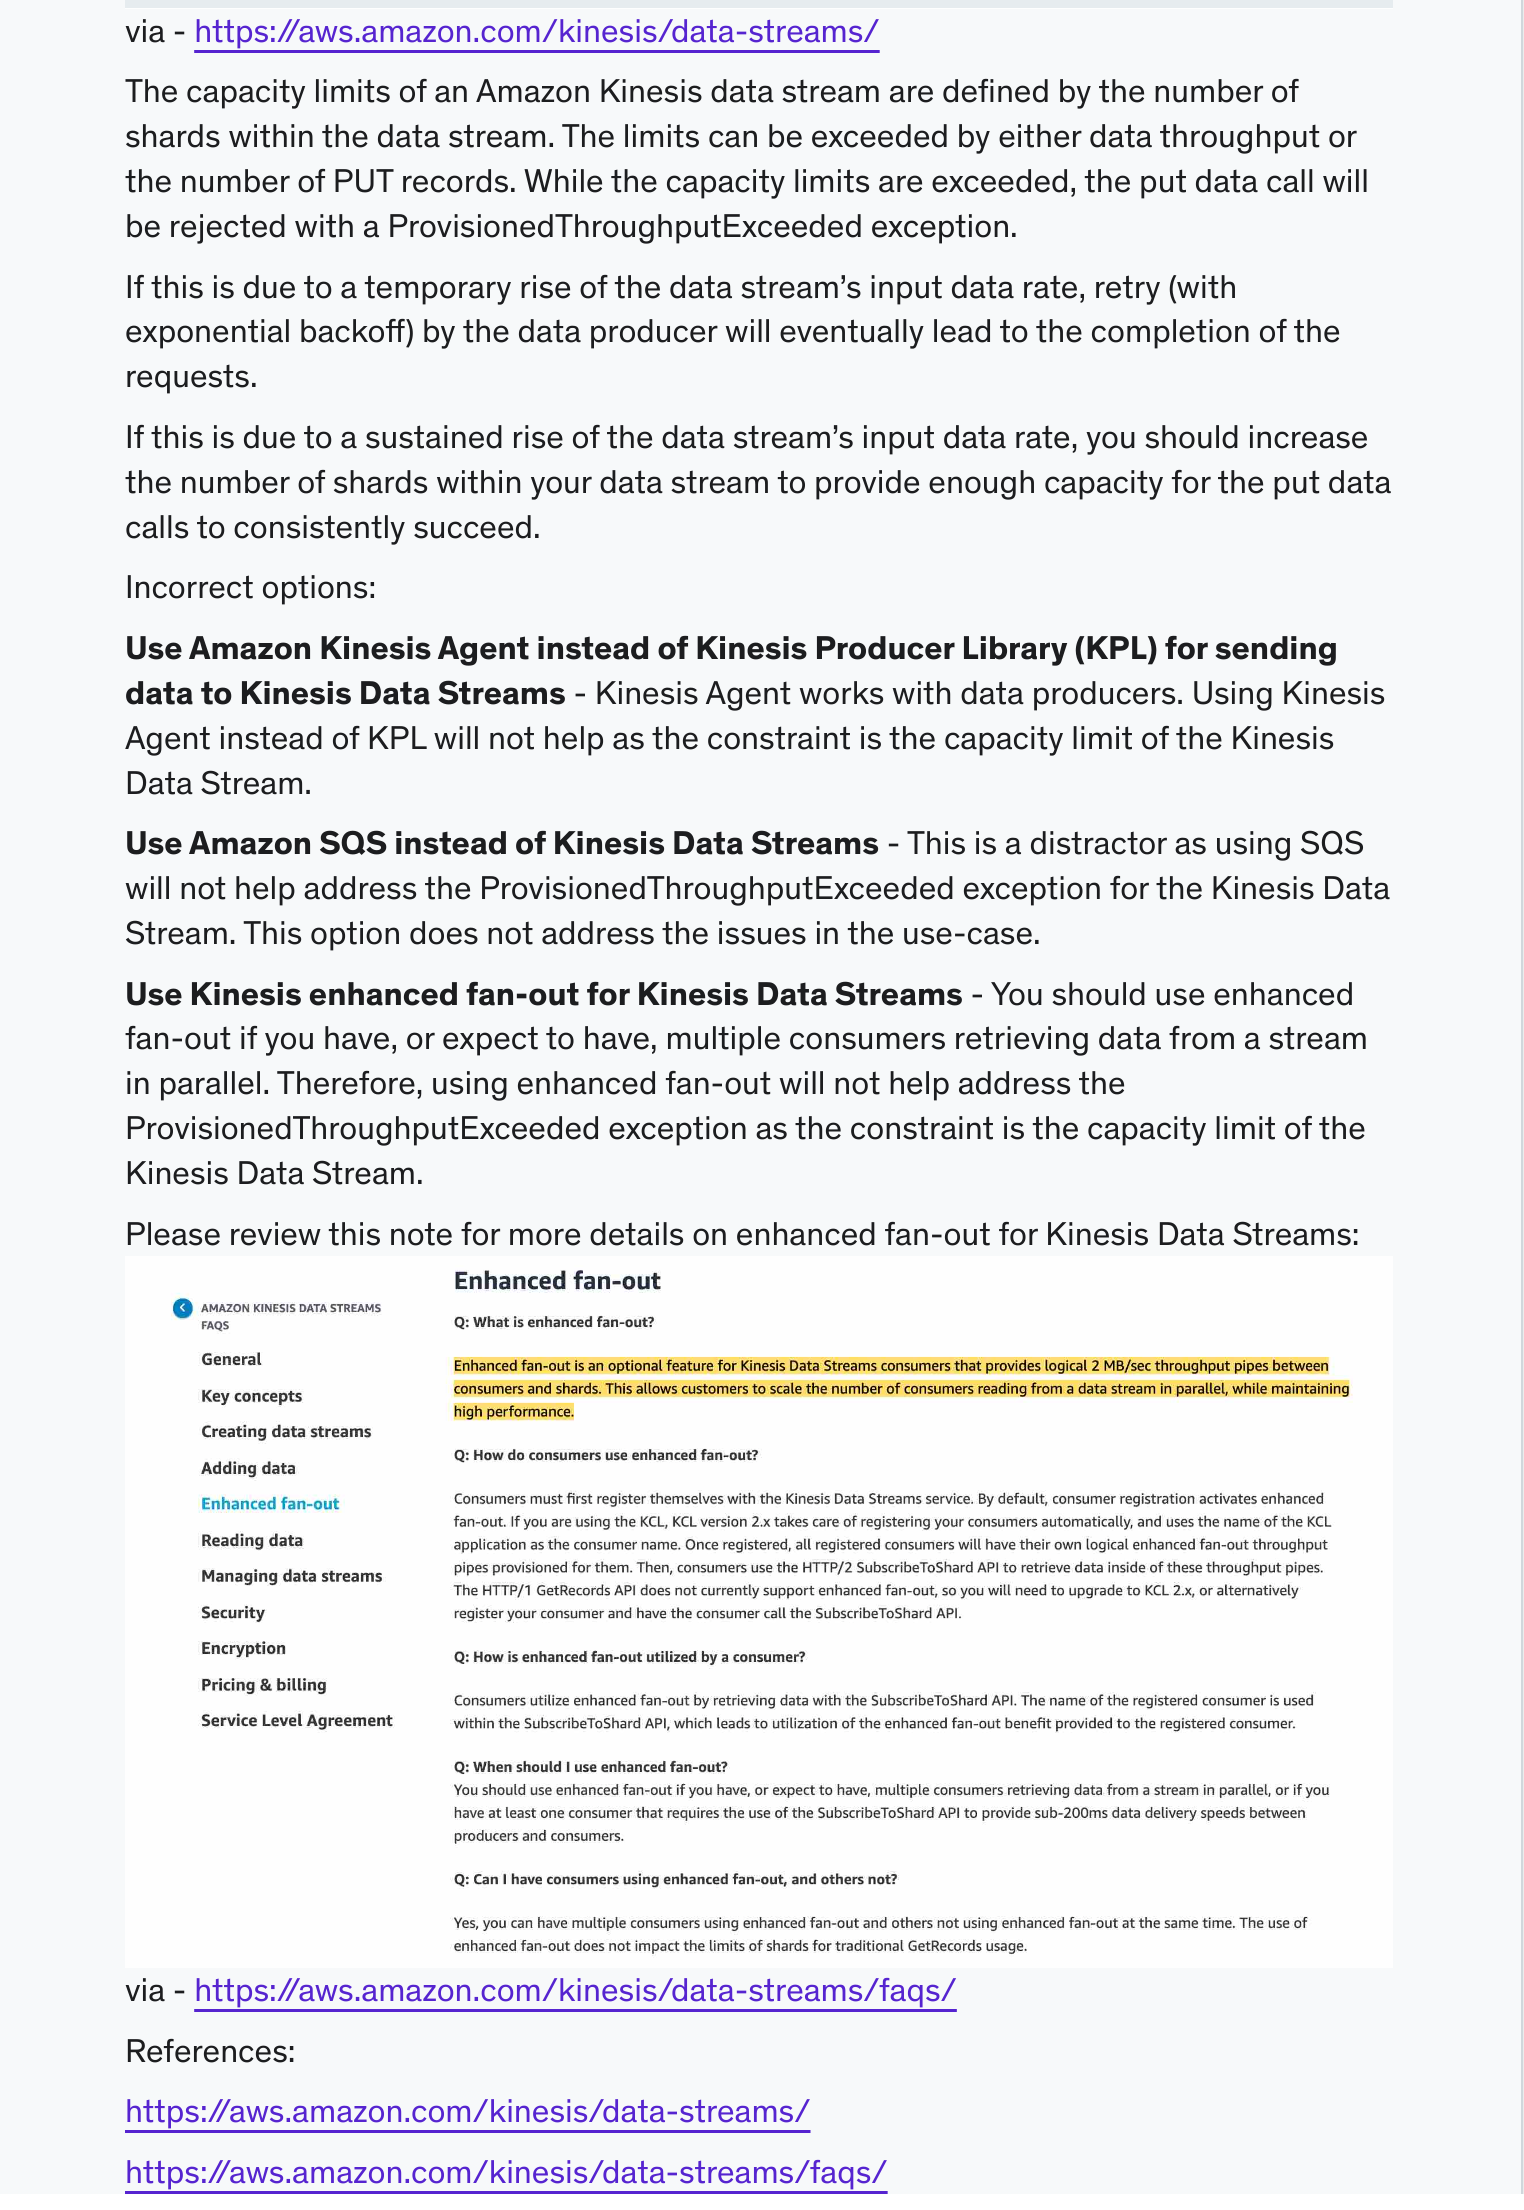 via - https://aws.amazon.com/kinesis/data-streams/
The capacity limits of an Amazon Kinesis data stream are defined by the number of
shards within the data stream. The limits can be exceeded by either data throughput or
the number of PUT records. While the capacity limits are exceeded, the put data call will
be rejected with a ProvisionedThroughputExceeded exception.
If this is due to a temporary rise of the data stream’s input data rate, retry (with
exponential backoff) by the data producer will eventually lead to the completion of the
requests.
If this is due to a sustained rise of the data stream’s input data rate, you should increase
the number of shards within your data stream to provide enough capacity for the put data
calls to consistently succeed.
Incorrect options:
Use Amazon Kinesis Agent instead of Kinesis Producer Library (KPL) for sending
data to Kinesis Data Streams - Kinesis Agent works with data producers. Using Kinesis
Agent instead of KPL will not help as the constraint is the capacity limit of the Kinesis
Data Stream.
Use Amazon SQS instead of Kinesis Data Streams - This is a distractor as using SQS
will not help address the ProvisionedThroughputExceeded exception for the Kinesis Data
Stream. This option does not address the issues in the use-case.
Use Kinesis enhanced fan-out for Kinesis Data Streams - You should use enhanced
fan-out if you have, or expect to have, multiple consumers retrieving data from a stream
in parallel. Therefore, using enhanced fan-out will not help address the
ProvisionedThroughputExceeded exception as the constraint is the capacity limit of the
Kinesis Data Stream.
Please review this note for more details on enhanced fan-out for Kinesis Data Streams:
AMAZON KINESIS DATA STREAMS
FAQS
General
Key concepts
Creating data streams
Adding data
Enhanced fan-out
Reading data
Managing data streams
Security
Encryption
Pricing & billing
Service Level Agreement
Enhanced fan-out
Q: What is enhanced fan-out?
Enhanced fan-out is an optional feature for Kinesis Data Streams consumers that provides logical 2 MB/sec throughput pipes between
consumers and shards. This allows customers to scale the number of consumers reading from a data stream in parallel, while maintaining
high performance.
Q: How do consumers use enhanced fan-out?
Consumers must first register themselves with the Kinesis Data Streams service. By default, consumer registration activates enhanced
fan-out. If you are using the KCL, KCL version 2.x takes care of registering your consumers automatically, and uses the name of the KCL
application as the consumer name. Once registered, all registered consumers will have their own logical enhanced fan-out throughput
pipes provisioned for them. Then, consumers use the HTTP/2 SubscribeToShard API to retrieve data inside of these throughput pipes.
The HTTP/1 GetRecords API does not currently support enhanced fan-out, so you will need to upgrade to KCL 2.x, or alternatively
register your consumer and have the consumer call the SubscribeToShard API.
Q: How is enhanced fan-out utilized by a consumer?
Consumers utilize enhanced fan-out by retrieving data with the SubscribeToShard API. The name of the registered consumer is used
within the SubscribeToShard API, which leads to utilization of the enhanced fan-out benefit provided to the registered consumer.
Q: When should I use enhanced fan-out?
You should use enhanced fan-out if you have, or expect to have, multiple consumers retrieving data from a stream in parallel, or if you
have at least one consumer that requires the use of the SubscribeToShard API to provide sub-200ms data delivery speeds between
producers and consumers.
Q: Can I have consumers using enhanced fan-out, and others not?
Yes, you can have multiple consumers using enhanced fan-out and others not using enhanced fan-out at the same time. The use of
enhanced fan-out does not impact the limits of shards for traditional GetRecords usage.
via - https://aws.amazon.com/kinesis/data-streams/faqs/
References:
https://aws.amazon.com/kinesis/data-streams/
https://aws.amazon.com/kinesis/data-streams/faqs/